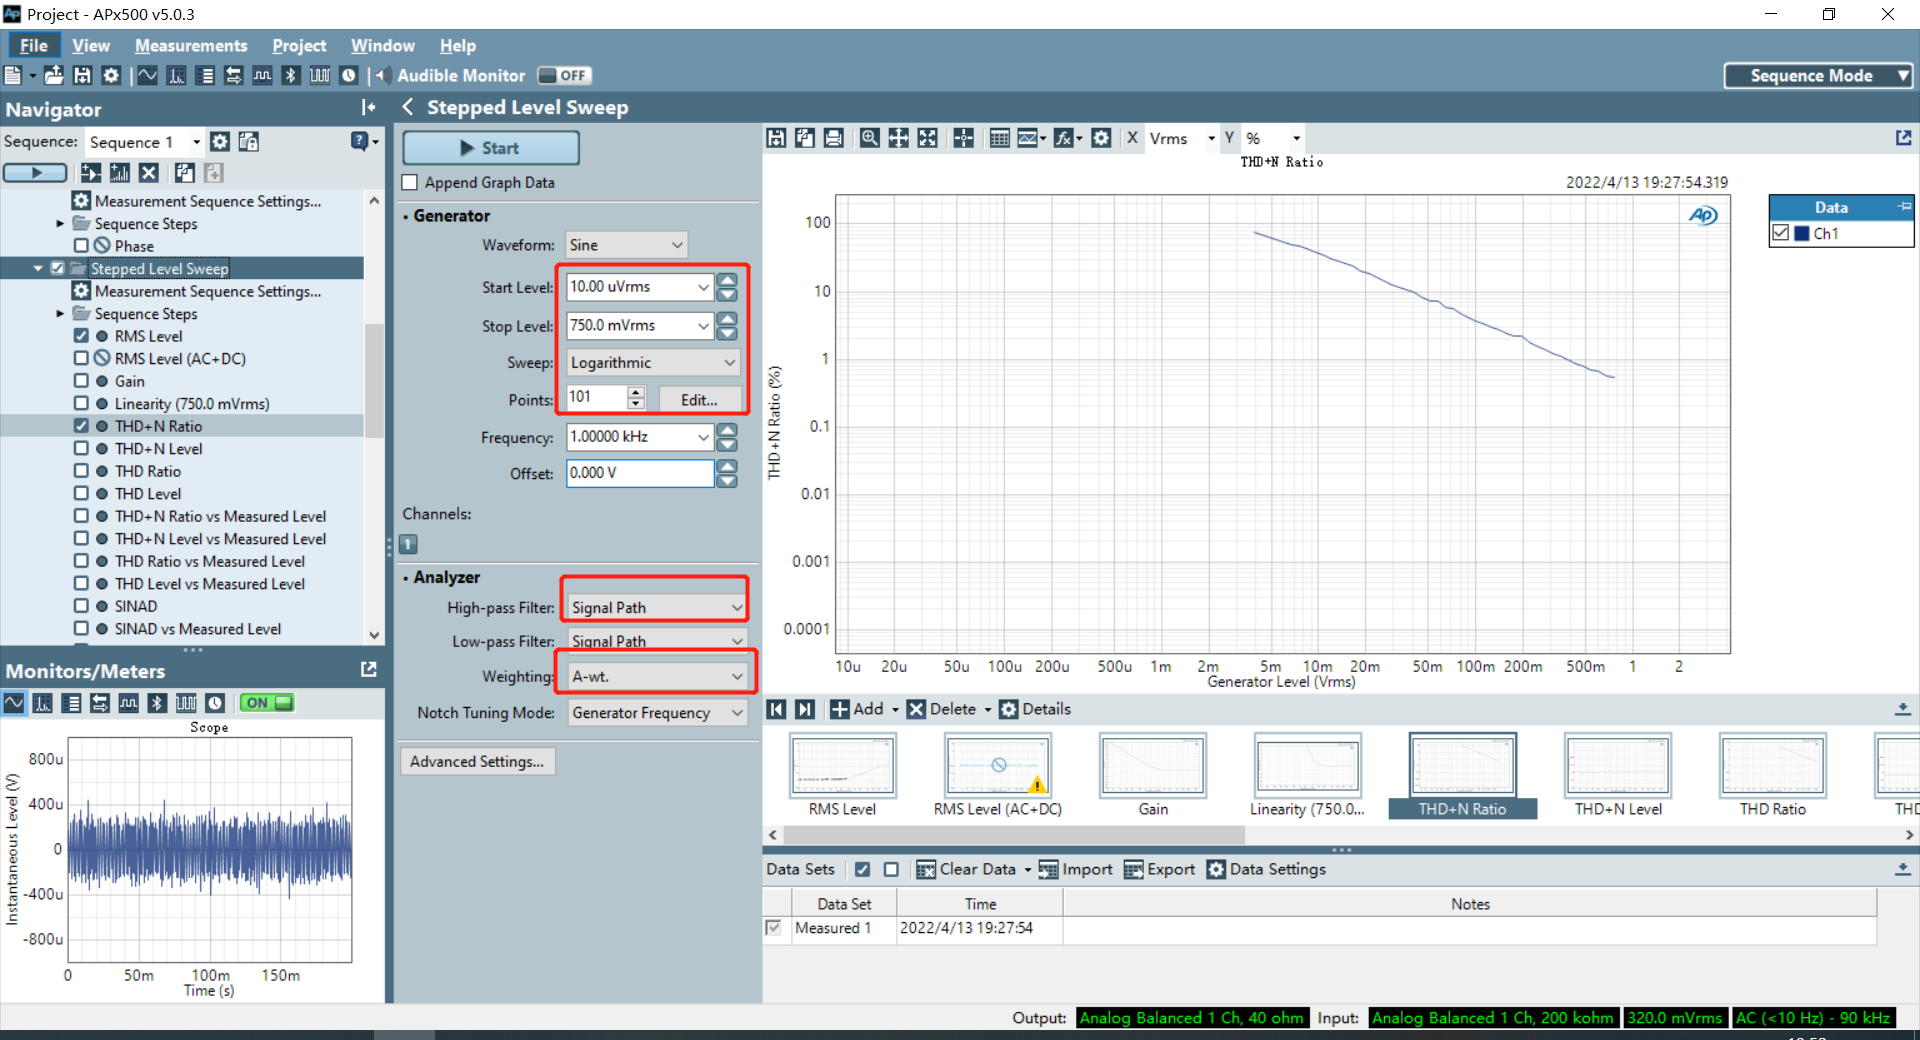 Project - APx500 v5.0.3
File View Measurements Project Window Help
Audible Monitor OFF
Sequence Mode
Navigator
Sequence: Sequence 1
Measurement Sequence Settings...
Sequence Steps
Phase
Stepped Level Sweep
Measurement Sequence Settings...
Sequence Steps
RMS Level
RMS Level (AC+DC)
Gain
Linearity (750.0 mVrms)
THD+N Ratio
THD+N Level
THD Ratio
THD Level
THD+N Ratio vs Measured Level
THD+N Level vs Measured Level
THD Ratio vs Measured Level
THD Level vs Measured Level
SINAD
SINAD vs Measured Level
Monitors/Meters
ON
Scope
Instantaneous Level (V)
800u
400u
0
-400u
-800u
0 50m 100m 150m
Time (s)
Stepped Level Sweep
Start
Append Graph Data
Generator
Waveform: Sine
Start Level: 10.00 uVrms
Stop Level: 750.0 mVrms
Sweep: Logarithmic
Points: 101 Edit...
Frequency: 1.00000 kHz
Offset: 0.000 V
Channels:
1
Analyzer
High-pass Filter: Signal Path
Low-pass Filter: Signal Path
Weighting: A-wt.
Notch Tuning Mode: Generator Frequency
Advanced Settings...
X Vrms Y %
THD+N Ratio
2022/4/13 19:27:54.319
AP
THD+N Ratio (%)
100
10
1
0.1
0.01
0.001
0.0001
10u 20u 50u 100u 200u 500u 1m 2m 5m 10m 20m 50m 100m 200m 500m 1 2
Generator Level (Vrms)
Data
Ch1
Add Delete Details
RMS Level
RMS Level (AC+DC)
Gain
Linearity (750.0...
THD+N Ratio
THD+N Level
THD Ratio
THD
Data Sets Clear Data Import Export Data Settings
Data Set Time Notes
Measured 1 2022/4/13 19:27:54
Output: Analog Balanced 1 Ch, 40 ohm Input: Analog Balanced 1 Ch, 200 kohm 320.0 mVrms AC (<10 Hz) - 90 kHz